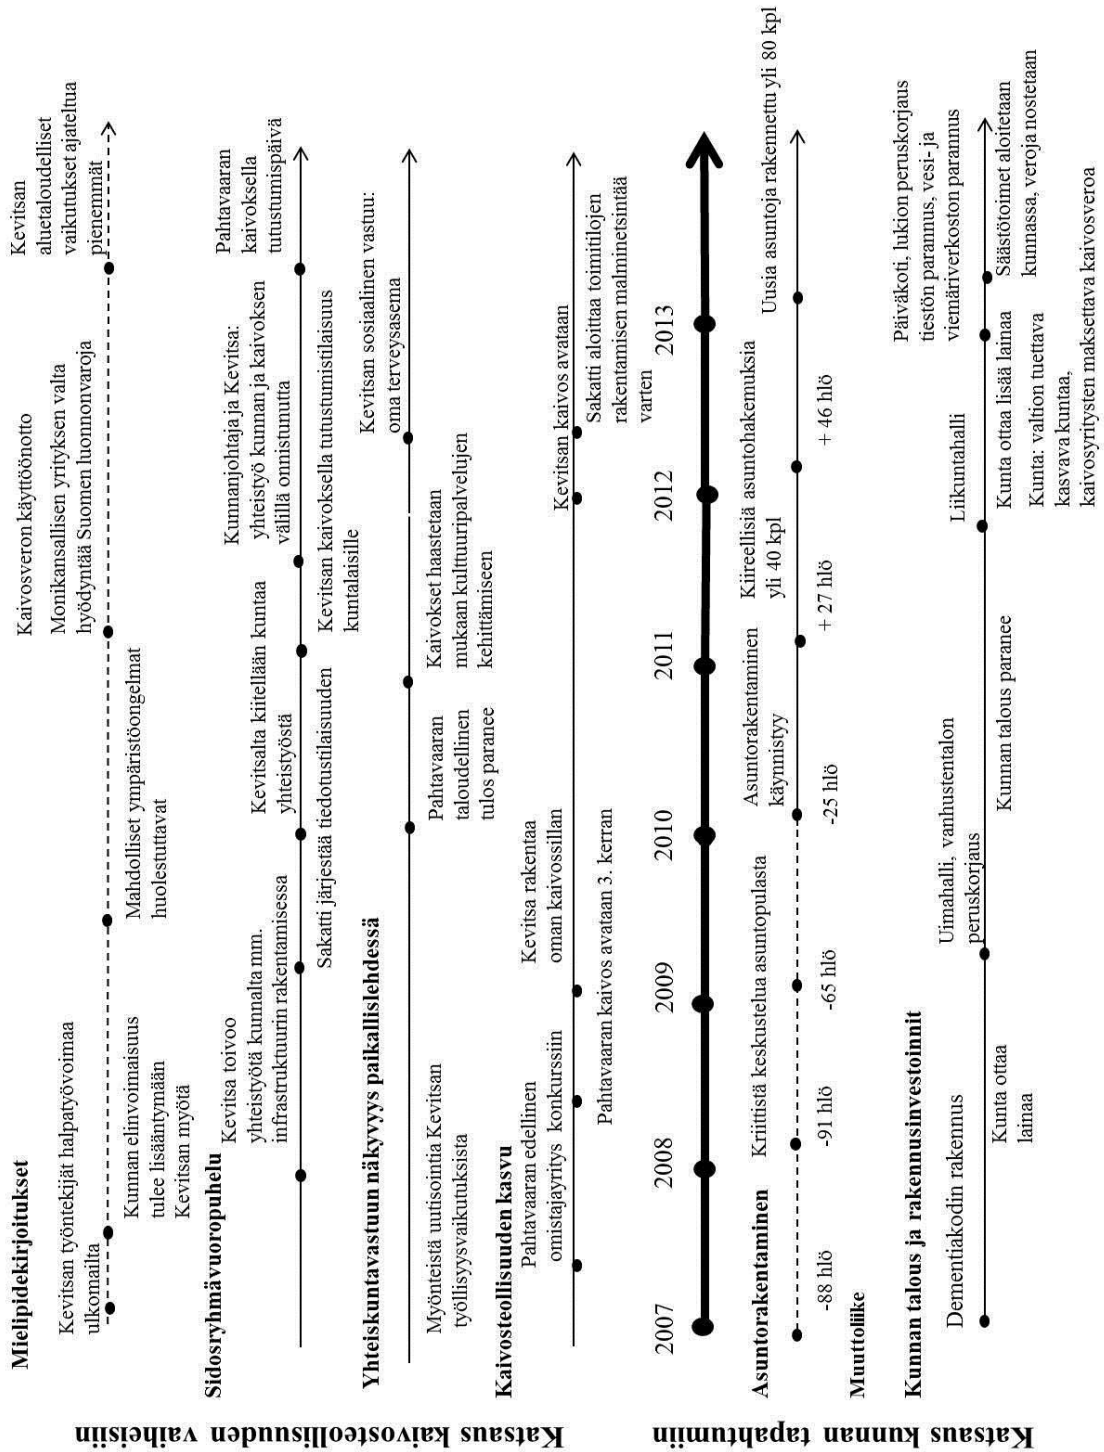 Katsaus kaivosteollisuuden
vaiheisiin
Mielipidekirjoitukset
Kevitsan työntekijät halpatyövoimaa
ulkomailta
Kunnan elinvoimaisuus
tulee lisääntymään
Kevitsan myötä
Mahdolliset ympäristöongelmat
huolestuttavat
Kaivosveron käyttöönotto
Monikansallisen yrityksen valta
hyödyntää Suomen luonnonvaroja
Kevitsan
aluetaloudelliset
vaikutukset ajateltua
pienemmät
Sidosryhmävuoropuhelu
Kevitsa toivoo
yhteistyötä kunnalta mm.
infrastruktuurin rakentamisessa
Sakatti järjestää tiedotustilaisuuden
Kevitsalta kiitellään kuntaa
yhteistyöstä
Kevitsan kaivoksella tutustumistilaisuus
kuntalaisille
Kunnanjohtaja ja Kevitsa:
yhteistyö kunnan ja kaivoksen
välillä onnistunutta
Pahtavaaran
kaivoksella
tutustumispäivä
Yhteiskuntavastuun näkyvyys paikallislehdessä
Myönteistä uutisointia Kevitsan
työllisyysvaikutuksista
Pahtavaaran
taloudellinen
tulos paranee
Kaivokset haastetaan
mukaan kulttuuripalvelujen
kehittämiseen
Kevitsan sosiaalinen vastuu:
oma terveysasema
Kaivosteollisuuden kasvu
Pahtavaaran edellinen
omistajayritys konkurssiin
Pahtavaaran kaivos avataan 3. kerran
Kevitsa rakentaa
oman kaivossillan
Kevitsan kaivos avataan
Sakatti aloittaa toimitilojen
rakentamisen malminetsintää
varten
2007
2008
2009
2010
2011
2012
2013
Katsaus kunnan
tapahtumiin
Asuntorakentaminen
Kriittistä keskustelua asuntopulasta
Asuntorakentaminen
käynnistyy
Kiireellisiä asuntohakemuksia
yli 40 kpl
Uusia asuntoja rakennettu yli 80 kpl
-88 hlö
-91 hlö
-65 hlö
-25 hlö
+ 27 hlö
+ 46 hlö
Muuttoliike
Kunnan talous ja rakennusinvestoinnit
Dementiakodin rakennus
Kunta ottaa
lainaa
Uimahalli, vanhustentalon
peruskorjaus
Kunnan talous paranee
Liikuntahalli
Kunta ottaa lisää lainaa
Kunta: valtion tuettava
kasvava kuntaa,
kaivosyritysten maksettava kaivosveroa
Päiväkoti, lukion peruskorjaus
tiestön parannus, vesi- ja
viemäriverkoston parannus
Säästötoimet aloitetaan
kunnassa, veroja nostetaan